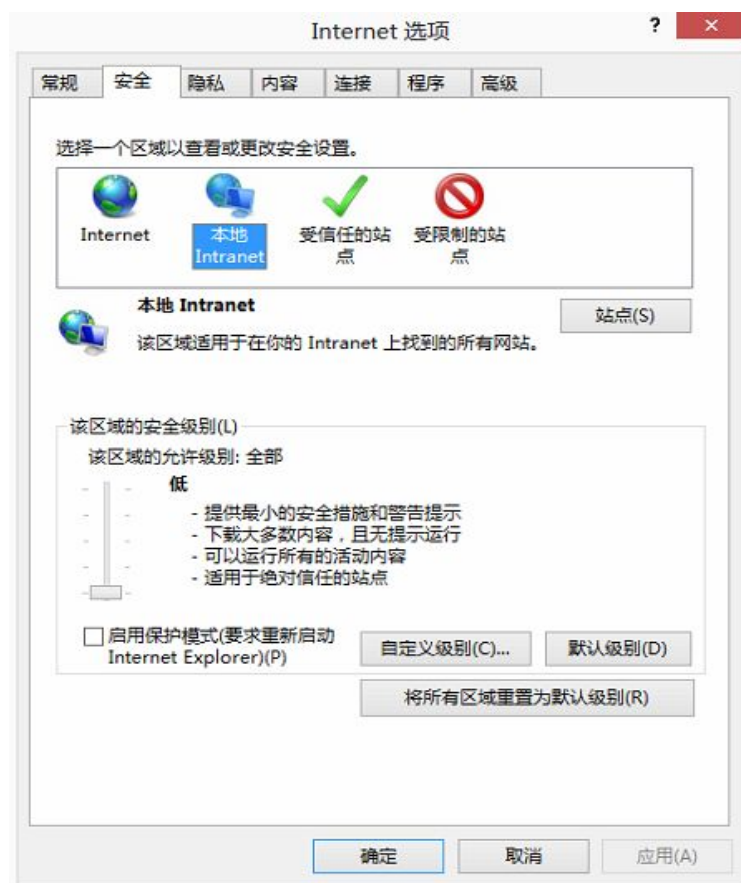 Internet 选项
?
×
常规 安全 隐私 内容 连接 程序 高级
选择一个区域以查看或更改安全设置。
Internet
本地
Intranet
受信任的站
点
受限制的站
点
本地 Intranet
站点(S)
该区域适用于在你的 Intranet 上找到的所有网站。
该区域的安全级别(L)
该区域的允许级别: 全部
低
- 提供最小的安全措施和警告提示
- 下载大多数内容，且无提示运行
- 可以运行所有的活动内容
- 适用于绝对信任的站点
启用保护模式(要求重新启动
Internet Explorer)(P)
自定义级别(C)...
默认级别(D)
将所有区域重置为默认级别(R)
确定
取消
应用(A)